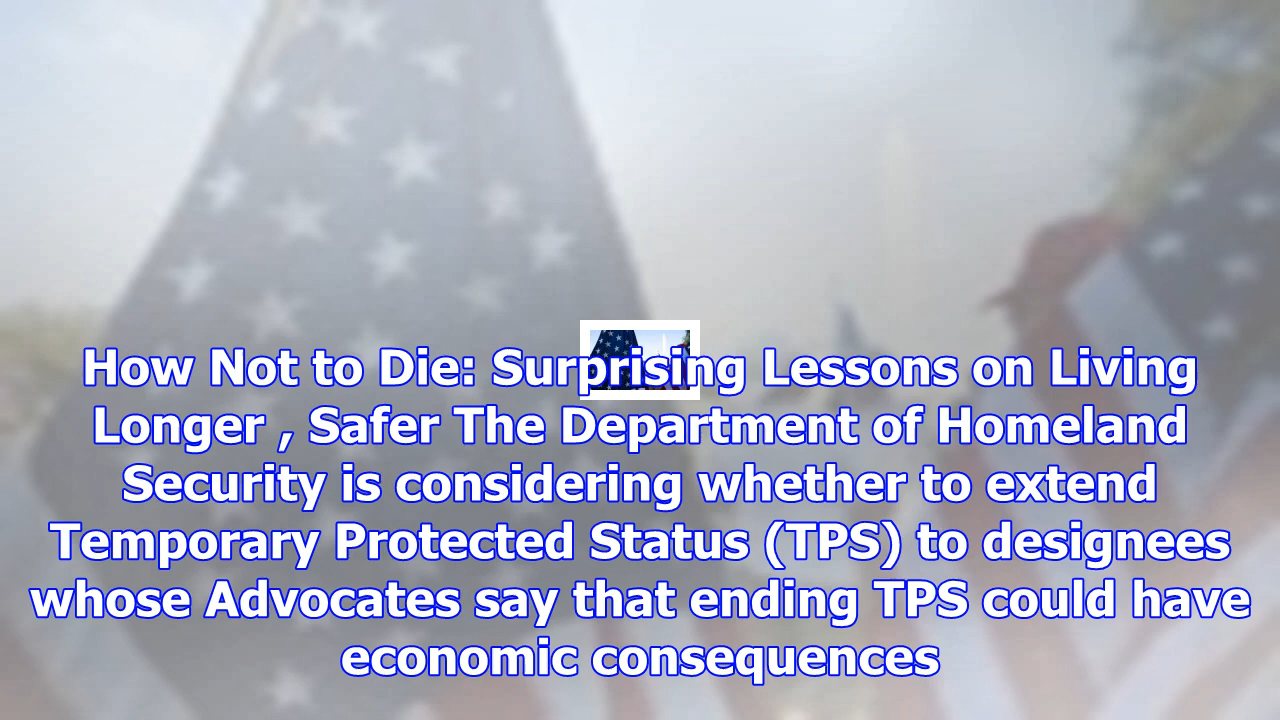 How Not to Die: Surprising Lessons on Living
Longer , Safer The Department of Homeland
Security is considering whether to extend
Temporary Protected Status (TPS) to designees
whose Advocates say that ending TPS could have
economic consequences